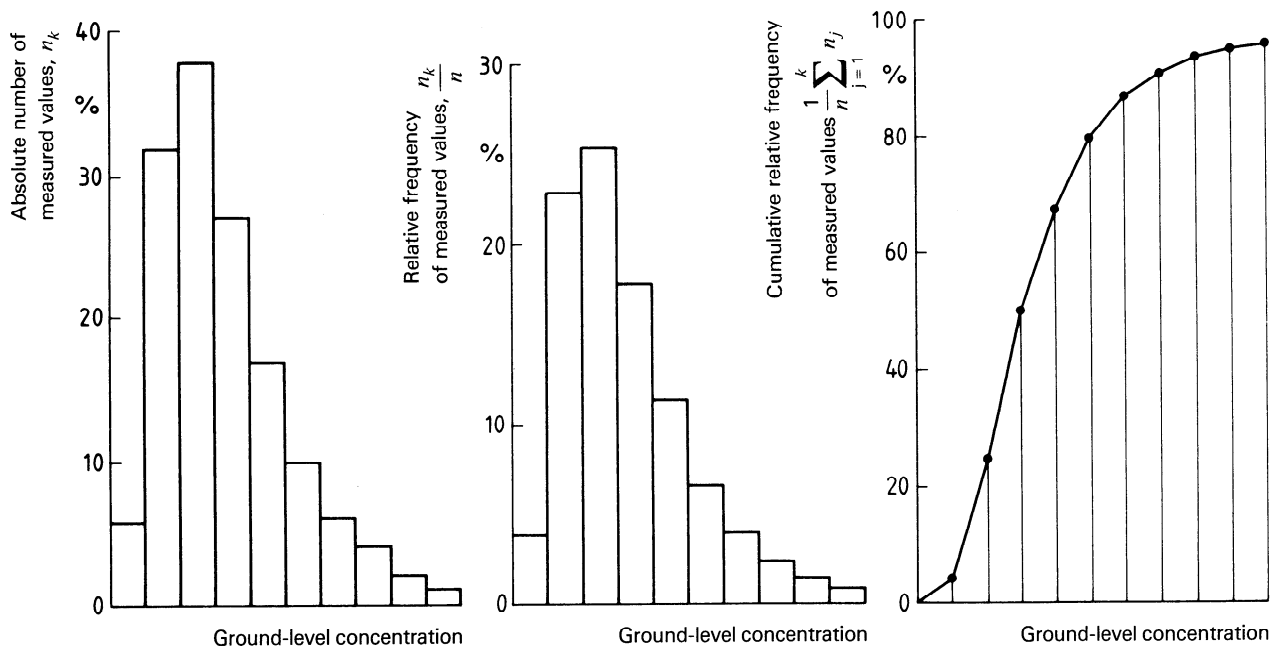 Absolute number of
measured values, n_k
40
%
30
20
10
0
Ground-level concentration
Relative frequency
of measured values, n_k/n
30
%
20
10
0
Ground-level concentration
Cumulative relative frequency
of measured values 1/n ∑ k j = 1 n_j
100
%
80
60
40
20
0
Ground-level concentration